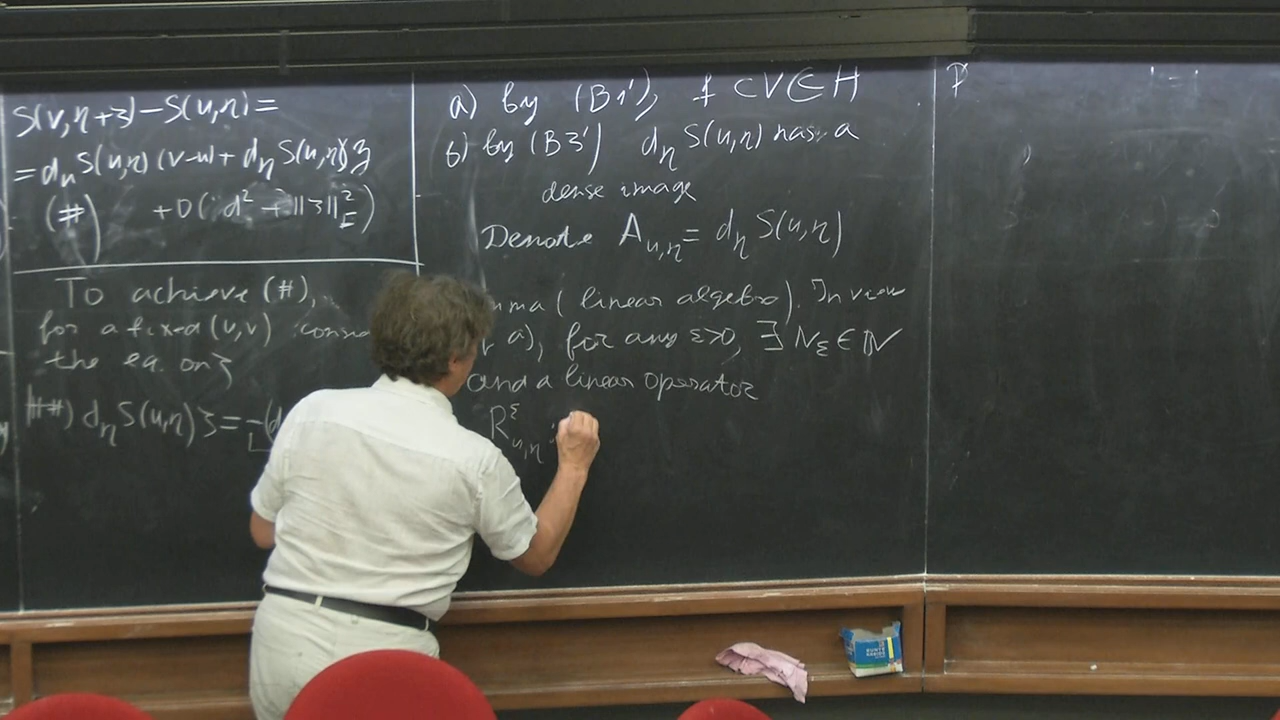 S(v,η+ζ)-S(u,η)=
=d_u S(u,η)(v-u)+d_η S(u,η)ζ
(#) +O(d²+||ζ||²_E)
To achieve (#),
for a fixed (u,v)
the eq. on ζ
(##) d_η S(u,η)ζ=-(d
a) by (B1'), ⊂V⋐H
b) by (B3') d_η S(u,η) has a
dense image
Denote A_{u,η}=d_η S(u,η)
mma (linear algebra). In view
a), for any ε>0, ∃ N_ε∈ℕ
and a linear operator
R^ε_{u,η}: